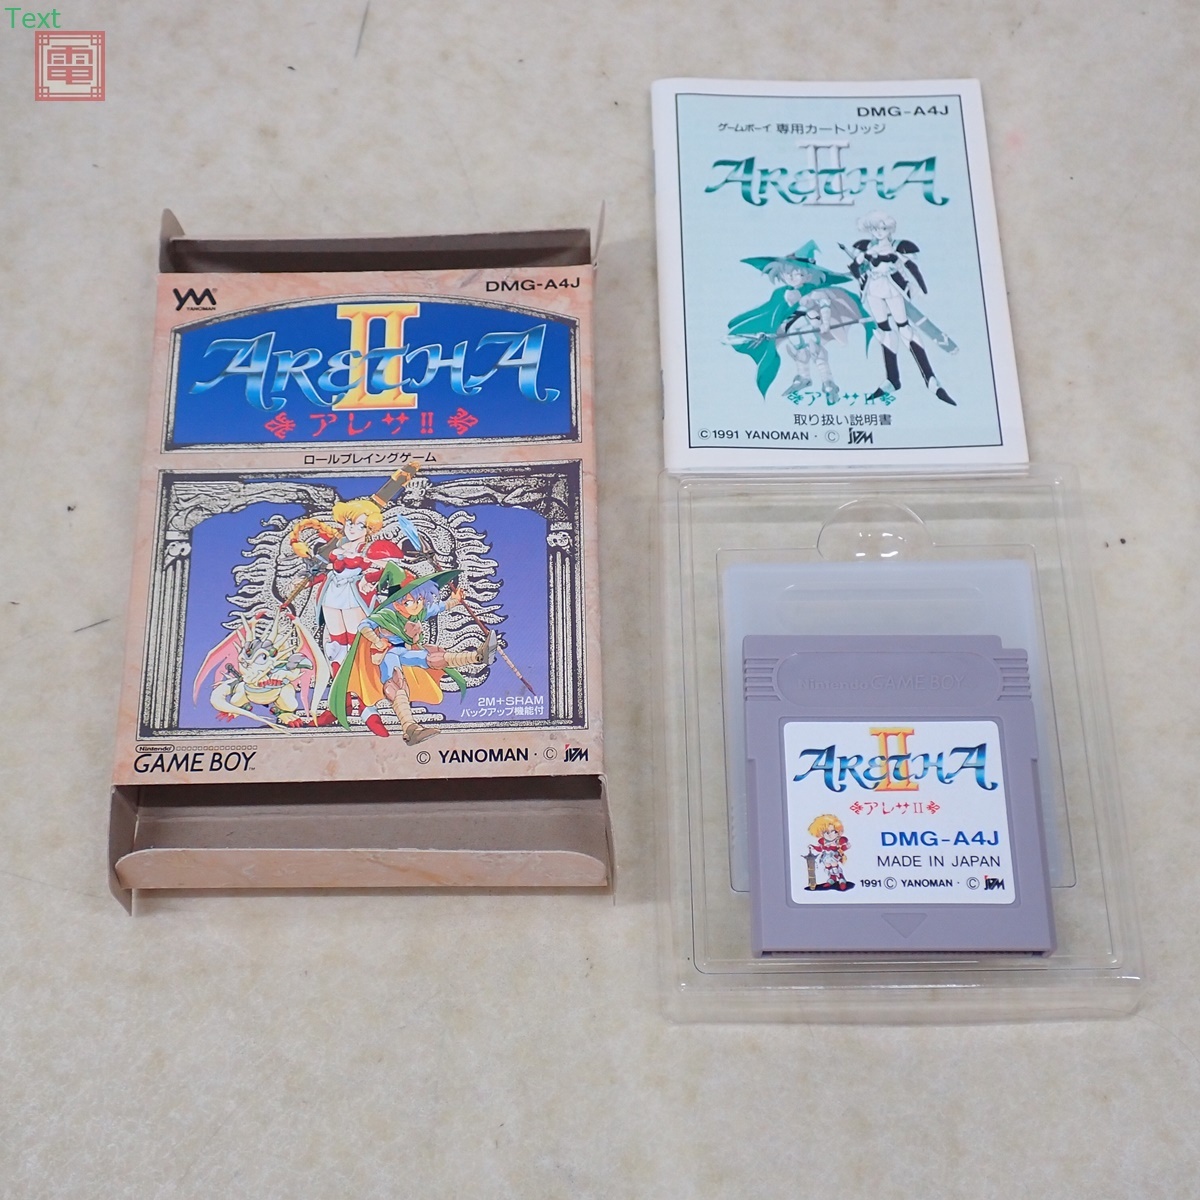 Text
電
DMG-A4J
YM
YANOMAN
II
ARETHA
アレサII
ロールプレイングゲーム
2M+SRAM
バックアップ機能付
Nintendo
GAME BOY™
© YANOMAN · © JVM
DMG-A4J
ゲームボーイ 専用カートリッジ
II
ARETHA
アレサII
取り扱い説明書
©1991 YANOMAN · © JVM
Nintendo GAME BOY
II
ARETHA
アレサII
DMG-A4J
MADE IN JAPAN
1991 © YANOMAN · © JVM